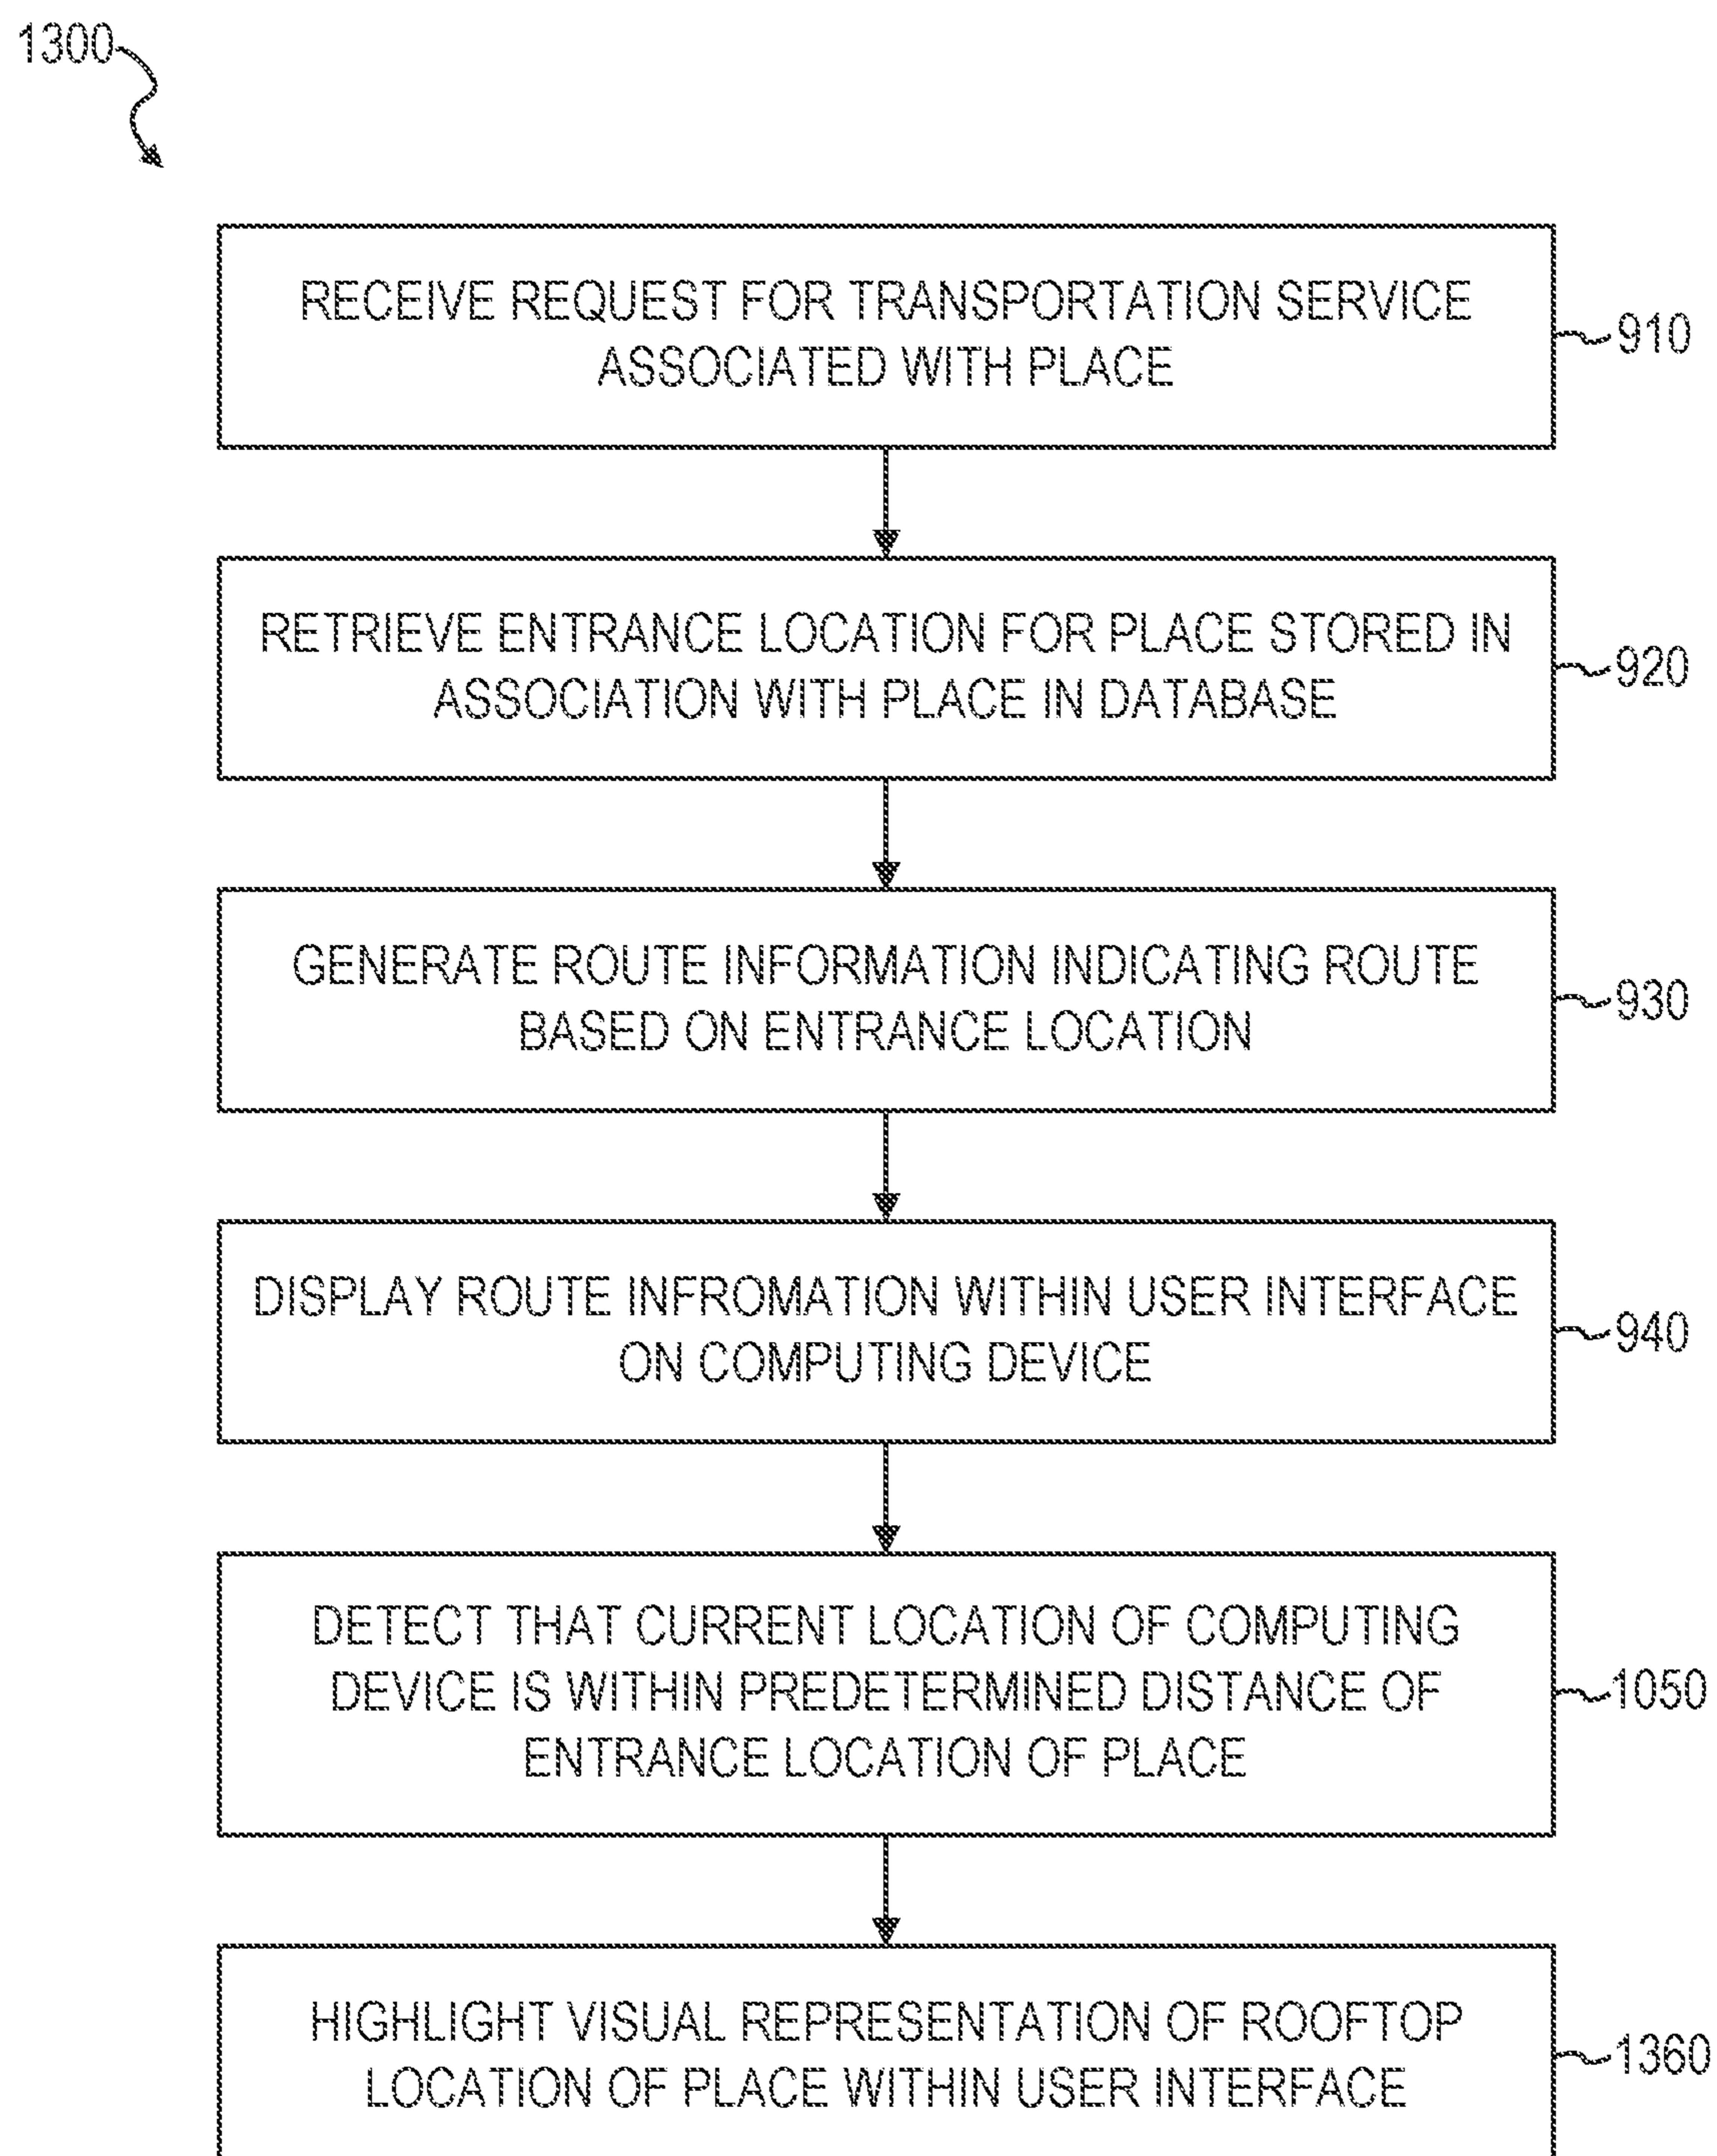 1300
RECEIVE REQUEST FOR TRANSPORTATION SERVICE
ASSOCIATED WITH PLACE
910
RETRIEVE ENTRANCE LOCATION FOR PLACE STORED IN
ASSOCIATION WITH PLACE IN DATABASE
920
GENERATE ROUTE INFORMATION INDICATING ROUTE
BASED ON ENTRANCE LOCATION
930
DISPLAY ROUTE INFROMATION WITHIN USER INTERFACE
ON COMPUTING DEVICE
940
DETECT THAT CURRENT LOCATION OF COMPUTING
DEVICE IS WITHIN PREDETERMINED DISTANCE OF
ENTRANCE LOCATION OF PLACE
1050
HIGHLIGHT VISUAL REPRESENTATION OF ROOFTOP
LOCATION OF PLACE WITHIN USER INTERFACE
1360